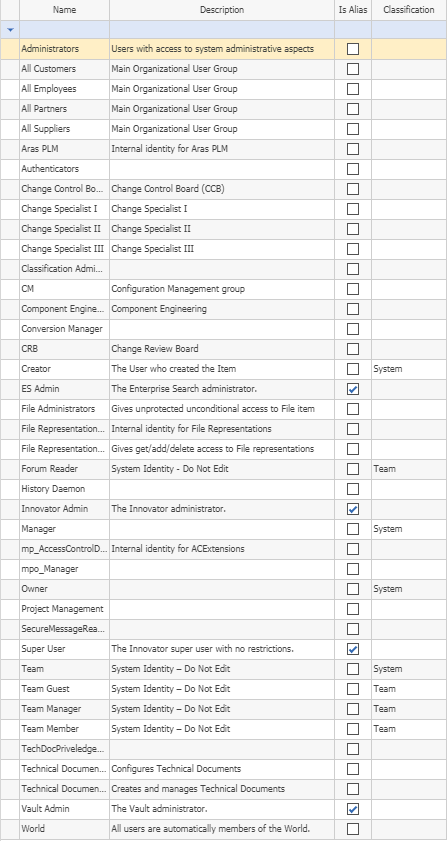 Name Description Is Alias Classification
Administrators Users with access to system administrative aspects
All Customers Main Organizational User Group
All Employees Main Organizational User Group
All Partners Main Organizational User Group
All Suppliers Main Organizational User Group
Aras PLM Internal identity for Aras PLM
Authenticators
Change Control Bo... Change Control Board (CCB)
Change Specialist I Change Specialist I
Change Specialist II Change Specialist II
Change Specialist III Change Specialist III
Classification Admi...
CM Configuration Management group
Component Engine... Component Engineering
Conversion Manager
CRB Change Review Board
Creator The User who created the Item System
ES Admin The Enterprise Search administrator.
File Administrators Gives unprotected unconditional access to File item
File Representation... Internal identity for File Representations
File Representation... Gives get/add/delete access to File representations
Forum Reader System Identity - Do Not Edit Team
History Daemon
Innovator Admin The Innovator administrator.
Manager System
mp_AccessControlD... Internal identity for ACExtensions
mpo_Manager
Owner System
Project Management
SecureMessageRea...
Super User The Innovator super user with no restrictions.
Team System Identity – Do Not Edit System
Team Guest System Identity – Do Not Edit Team
Team Manager System Identity – Do Not Edit Team
Team Member System Identity – Do Not Edit Team
TechDocPriveledge...
Technical Documen... Configures Technical Documents
Technical Documen... Creates and manages Technical Documents
Vault Admin The Vault administrator.
World All users are automatically members of the World.